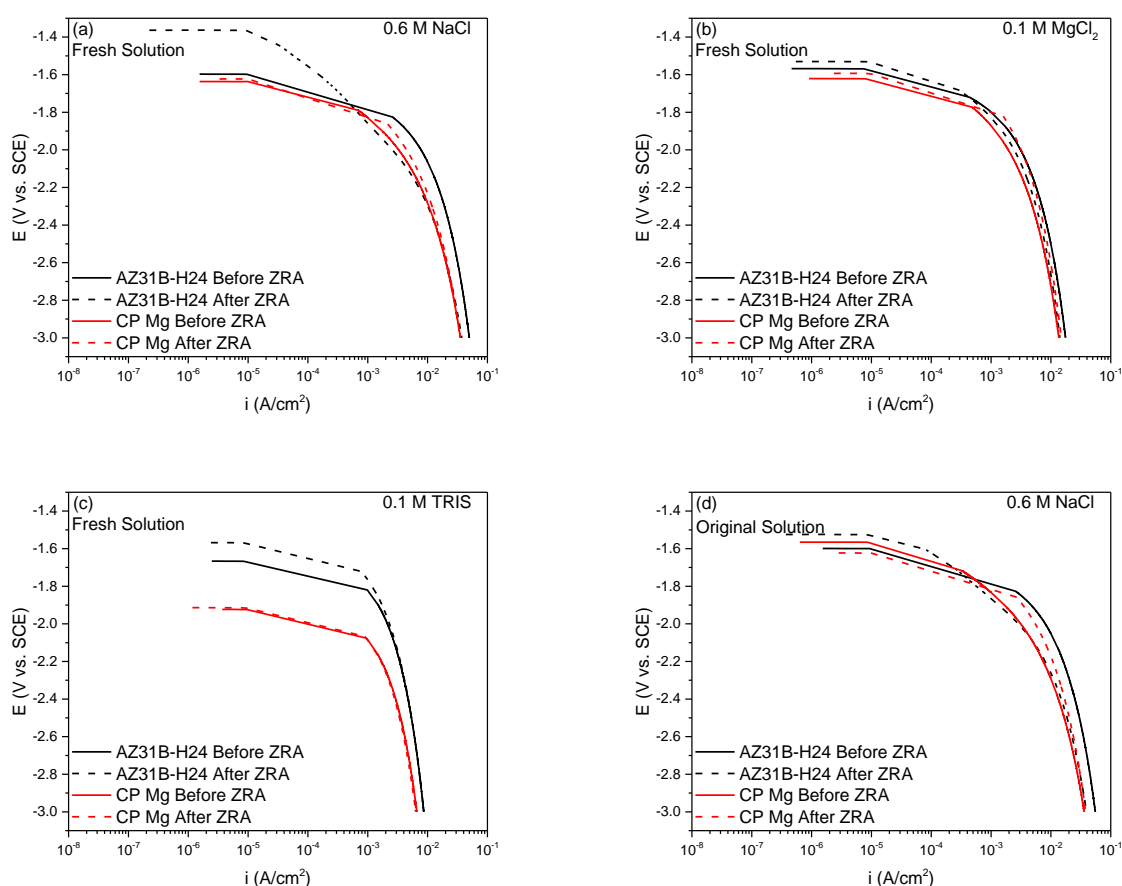 (a) 0.6 M NaCl
Fresh Solution
-1.4
-1.6
-1.8
-2.0
-2.2
-2.4
-2.6
-2.8
-3.0
E (V vs. SCE)
AZ31B-H24 Before ZRA
AZ31B-H24 After ZRA
CP Mg Before ZRA
CP Mg After ZRA
10⁻⁸ 10⁻⁷ 10⁻⁶ 10⁻⁵ 10⁻⁴ 10⁻³ 10⁻² 10⁻¹
i (A/cm²)
(b) 0.1 M MgCl₂
Fresh Solution
-1.4
-1.6
-1.8
-2.0
-2.2
-2.4
-2.6
-2.8
-3.0
E (V vs. SCE)
AZ31B-H24 Before ZRA
AZ31B-H24 After ZRA
CP Mg Before ZRA
CP Mg After ZRA
10⁻⁸ 10⁻⁷ 10⁻⁶ 10⁻⁵ 10⁻⁴ 10⁻³ 10⁻² 10⁻¹
i (A/cm²)
(c) 0.1 M TRIS
Fresh Solution
-1.4
-1.6
-1.8
-2.0
-2.2
-2.4
-2.6
-2.8
-3.0
E (V vs. SCE)
AZ31B-H24 Before ZRA
AZ31B-H24 After ZRA
CP Mg Before ZRA
CP Mg After ZRA
10⁻⁸ 10⁻⁷ 10⁻⁶ 10⁻⁵ 10⁻⁴ 10⁻³ 10⁻² 10⁻¹
i (A/cm²)
(d) 0.6 M NaCl
Original Solution
-1.4
-1.6
-1.8
-2.0
-2.2
-2.4
-2.6
-2.8
-3.0
E (V vs. SCE)
AZ31B-H24 Before ZRA
AZ31B-H24 After ZRA
CP Mg Before ZRA
CP Mg After ZRA
10⁻⁸ 10⁻⁷ 10⁻⁶ 10⁻⁵ 10⁻⁴ 10⁻³ 10⁻² 10⁻¹
i (A/cm²)